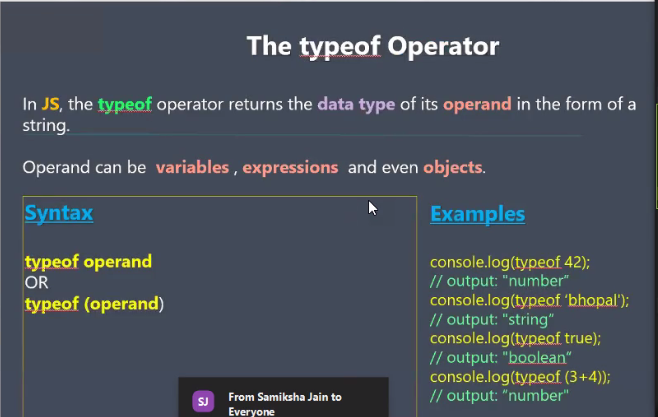 The typeof Operator
In JS, the typeof operator returns the data type of its operand in the form of a
string.
Operand can be variables , expressions and even objects.
Syntax
typeof operand
OR
typeof (operand)
Examples
console.log(typeof 42);
// output: "number”
console.log(typeof ‘bhopal');
// output: "string”
console.log(typeof true);
// output: "boolean”
console.log(typeof (3+4));
// output: ”number"
SJ
From Samiksha Jain to
Everyone